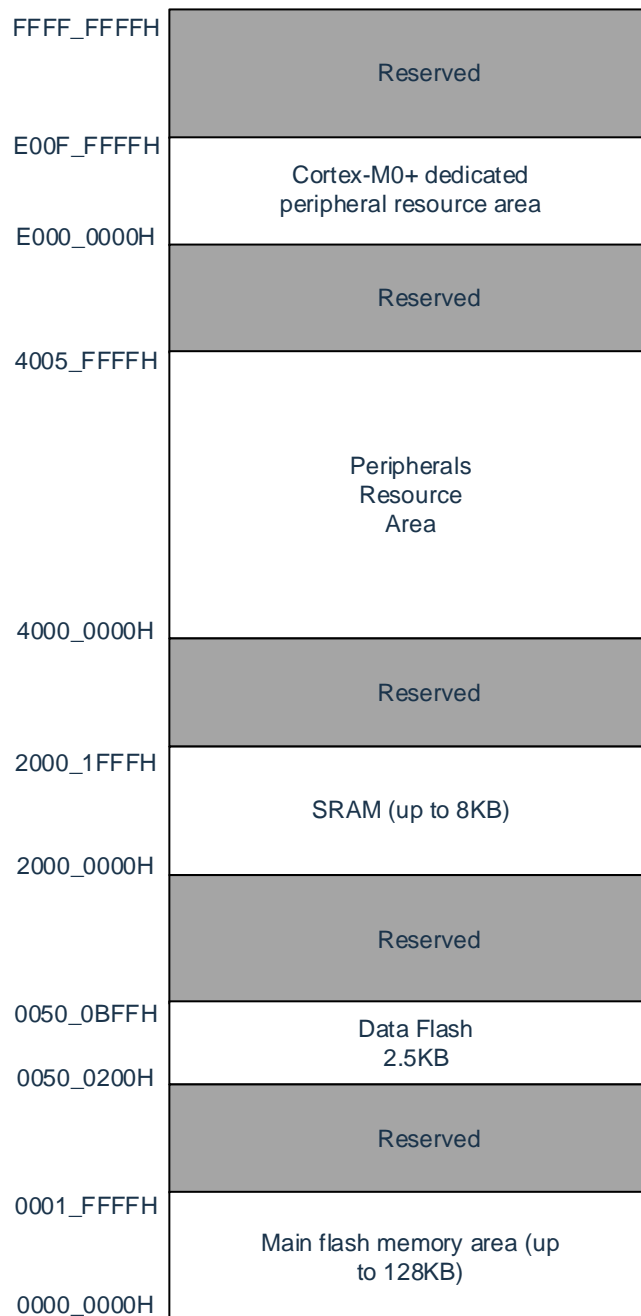 FFFF_FFFFH
Reserved
E00F_FFFFH
Cortex-M0+ dedicated
peripheral resource area
E000_0000H
Reserved
4005_FFFFH
Peripherals
Resource
Area
4000_0000H
Reserved
2000_1FFFH
SRAM (up to 8KB)
2000_0000H
Reserved
0050_0BFFH
Data Flash
2.5KB
0050_0200H
Reserved
0001_FFFFH
Main flash memory area (up
to 128KB)
0000_0000H